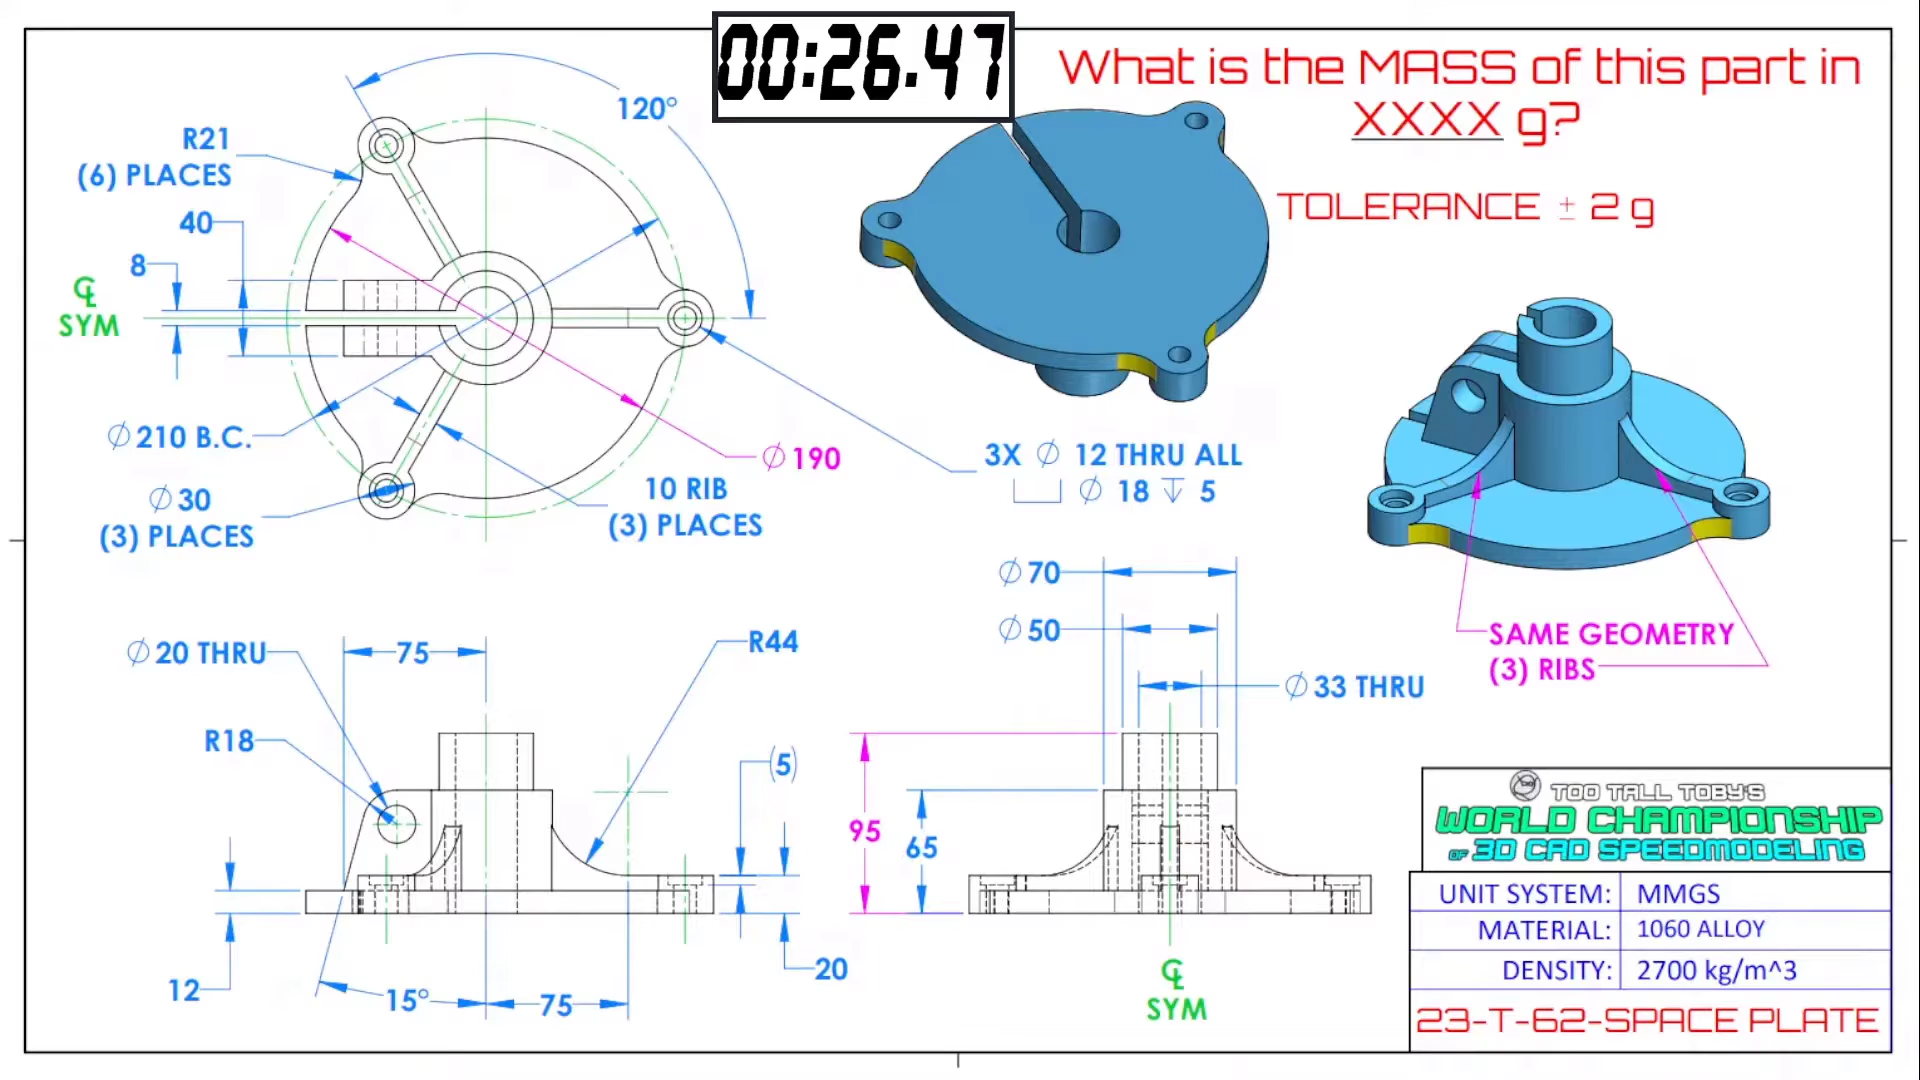 00:26.47
What is the MASS of this part in
XXXX g?
TOLERANCE ± 2 g
120°
R21
(6) PLACES
40
8
℄
SYM
∅ 210 B.C.
∅ 190
∅ 30
(3) PLACES
10 RIB
(3) PLACES
3X ∅ 12 THRU ALL
⌴ ∅ 18 ↧ 5
∅ 20 THRU
75
R44
R18
(5)
12
15°
75
20
∅ 70
∅ 50
∅ 33 THRU
95
65
℄
SYM
SAME GEOMETRY
(3) RIBS
TOO TALL TOBY'S
WORLD CHAMPIONSHIP
OF 3D CAD SPEEDMODELING
UNIT SYSTEM: MMGS
MATERIAL: 1060 ALLOY
DENSITY: 2700 kg/m^3
23-T-62-SPACE PLATE